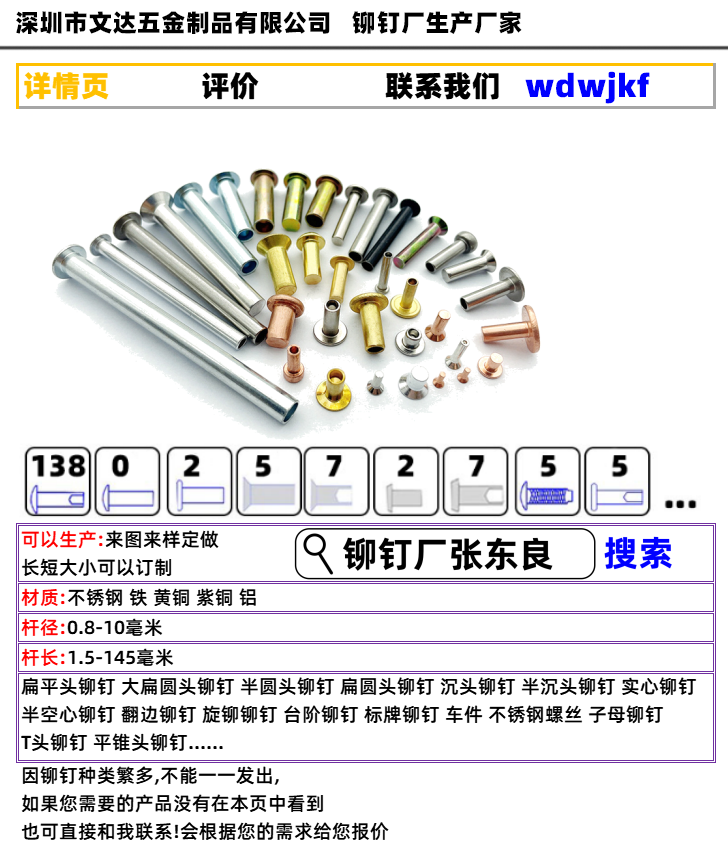 深圳市文达五金制品有限公司 铆钉厂生产厂家
详情页 评价 联系我们 wdwjkf
138 0 2 5 7 2 7 5 5 ...
可以生产:来图来样定做
长短大小可以订制
铆钉厂张东良 搜索
材质:不锈钢 铁 黄铜 紫铜 铝
杆径:0.8-10毫米
杆长:1.5-145毫米
扁平头铆钉 大扁圆头铆钉 半圆头铆钉 扁圆头铆钉 沉头铆钉 半沉头铆钉 实心铆钉
半空心铆钉 翻边铆钉 旋铆铆钉 台阶铆钉 标牌铆钉 车件 不锈钢螺丝 子母铆钉
T头铆钉 平锥头铆钉......
因铆钉种类繁多,不能一一发出,
如果您需要的产品没有在本页中看到
也可直接和我联系!会根据您的需求给您报价